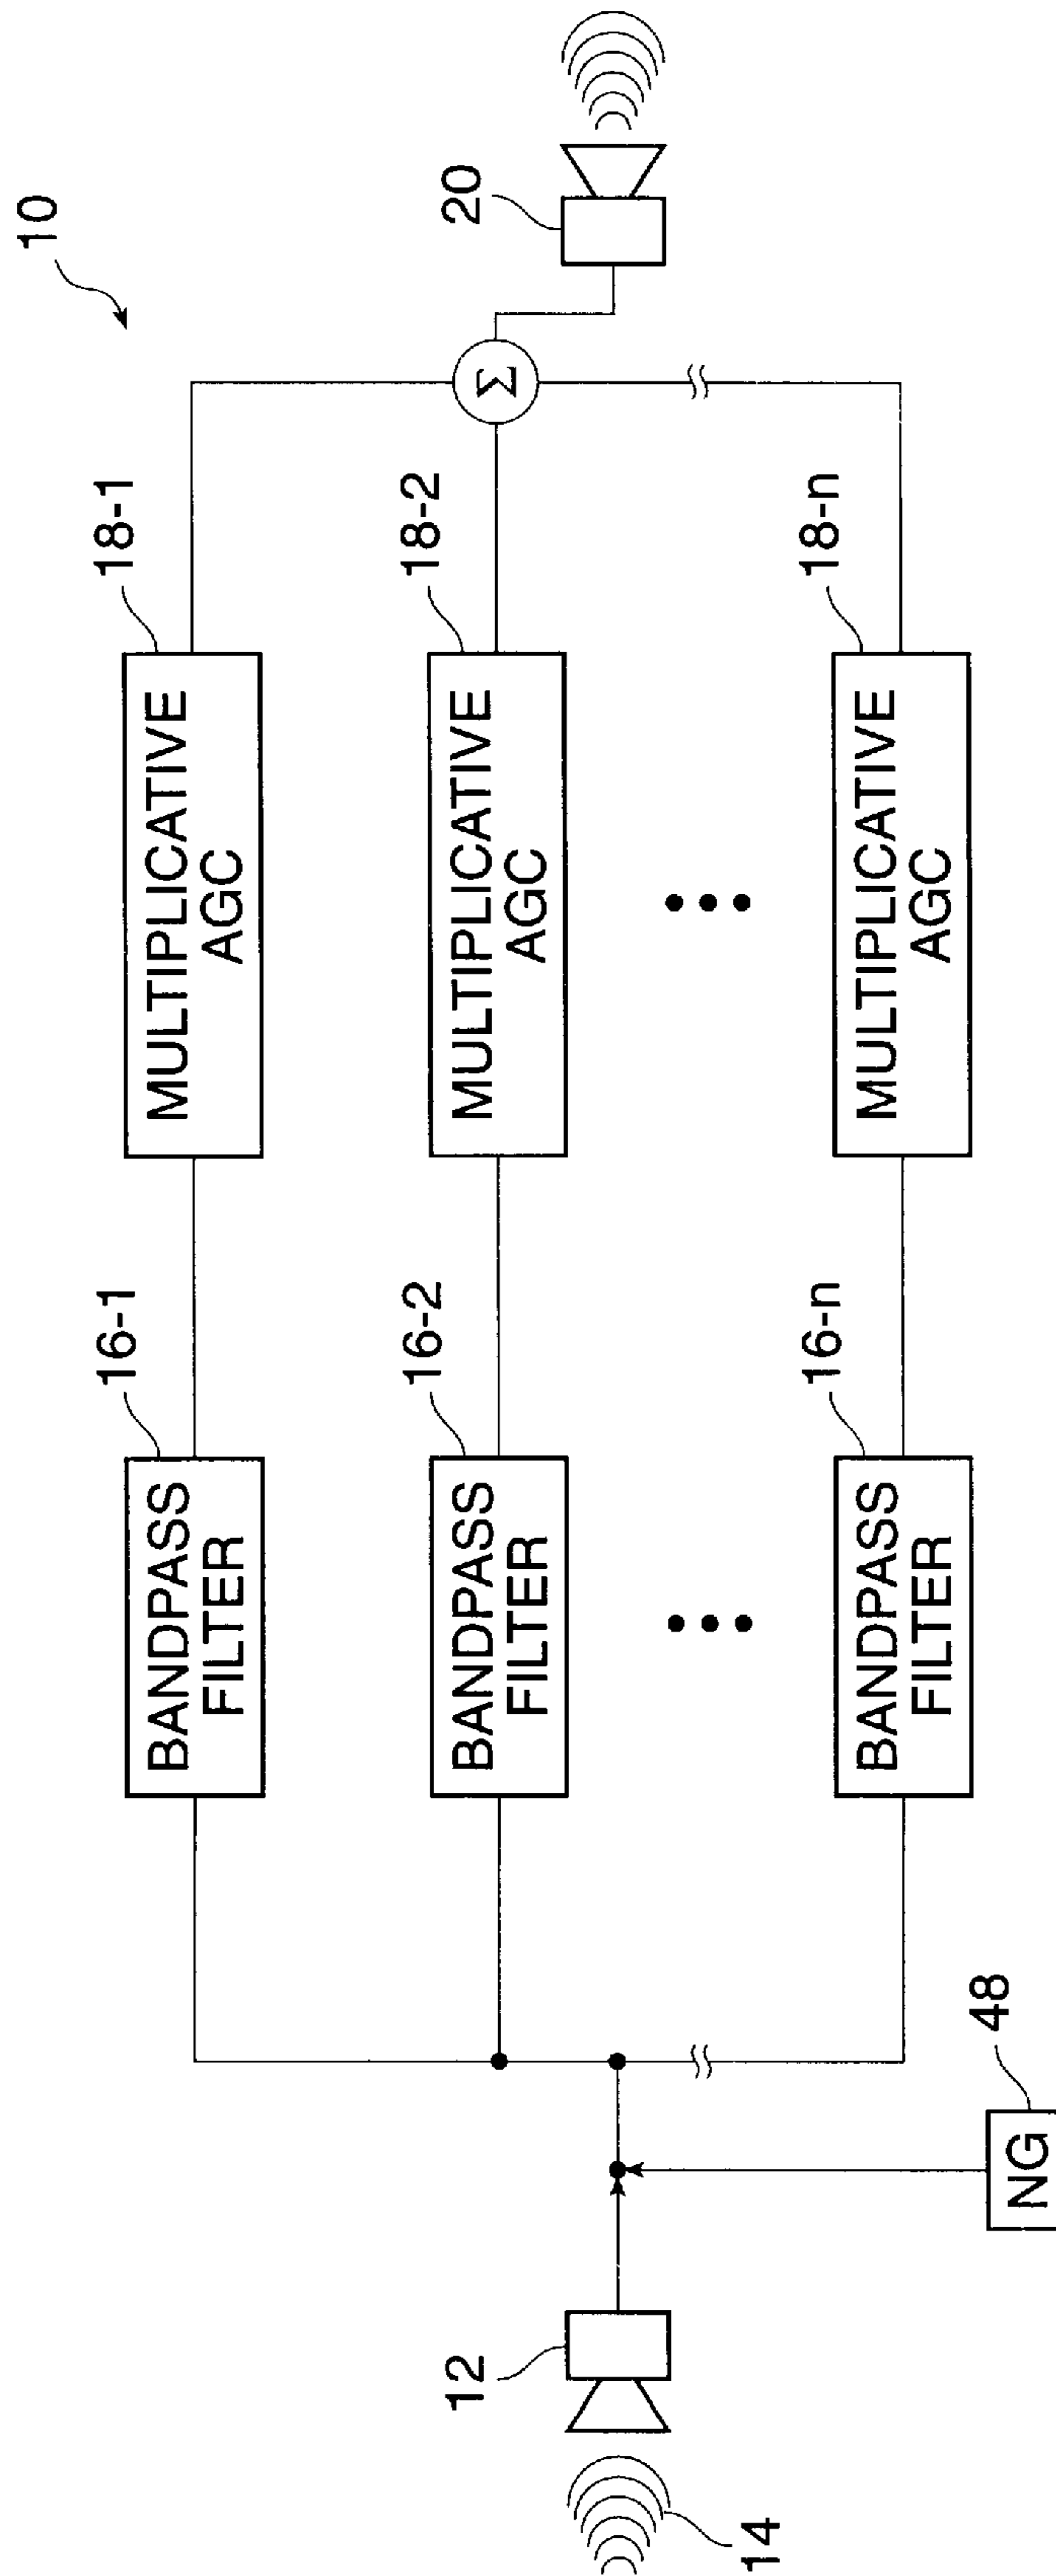 10
16-1
18-1
BANDPASS
FILTER
MULTIPLICATIVE
AGC
20
12
16-2
18-2
BANDPASS
FILTER
MULTIPLICATIVE
AGC
Σ
14
16-n
18-n
BANDPASS
FILTER
MULTIPLICATIVE
AGC
48
NG